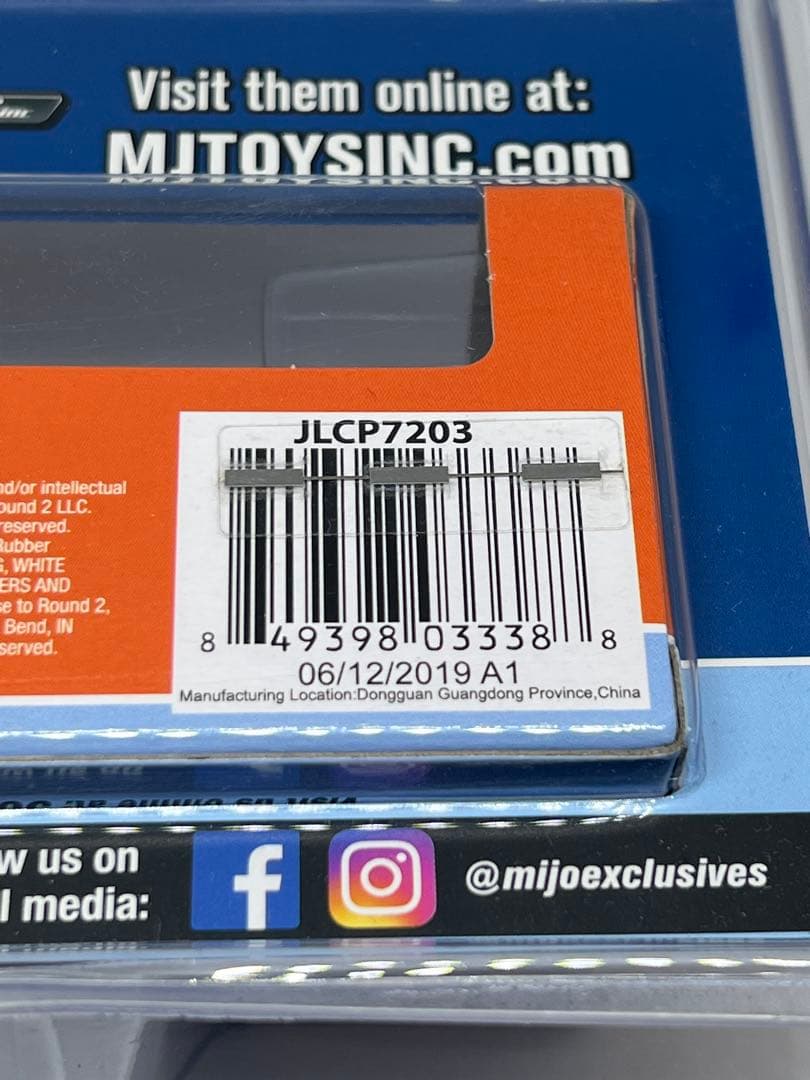 inc.
Visit them online at:
MJTOYSINC.com
JLCP7203
nd/or intellectual
ound 2 LLC.
reserved.
Rubber
G, WHITE
ERS AND
se to Round 2,
Bend, IN
served.
8 49398 03338 8
06/12/2019 A1
Manufacturing Location:Dongguan Guangdong Province,China
w us on
l media:
@mijoexclusives